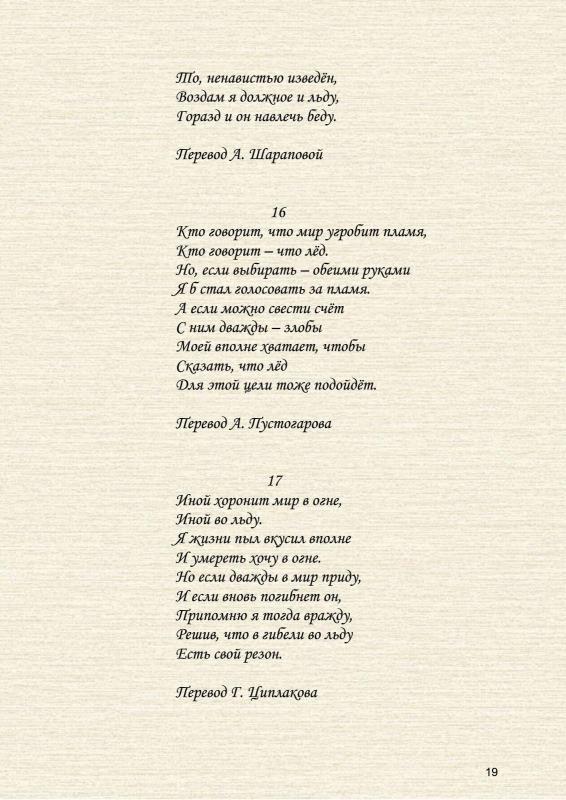 То, ненавистью изведён,
Воздам я должное и льду,
Горазд и он навлечь беду.
Перевод А. Шараповой
16
Кто говорит, что мир угробит пламя,
Кто говорит – что лёд.
Но, если выбирать – обеими руками
Я б стал голосовать за пламя.
А если можно свести счёт
С ним дважды – злобы
Моей вполне хватает, чтобы
Сказать, что лёд
Для этой цели тоже подойдёт.
Перевод А. Пустогарова
17
Иной хоронит мир в огне,
Иной во льду.
Я жизни пыл вкусил вполне
И умереть хочу в огне.
Но если дважды в мир приду,
И если вновь погибнет он,
Припомню я тогда вражду,
Решив, что в гибели во льду
Есть свой резон.
Перевод Г. Циплакова
19